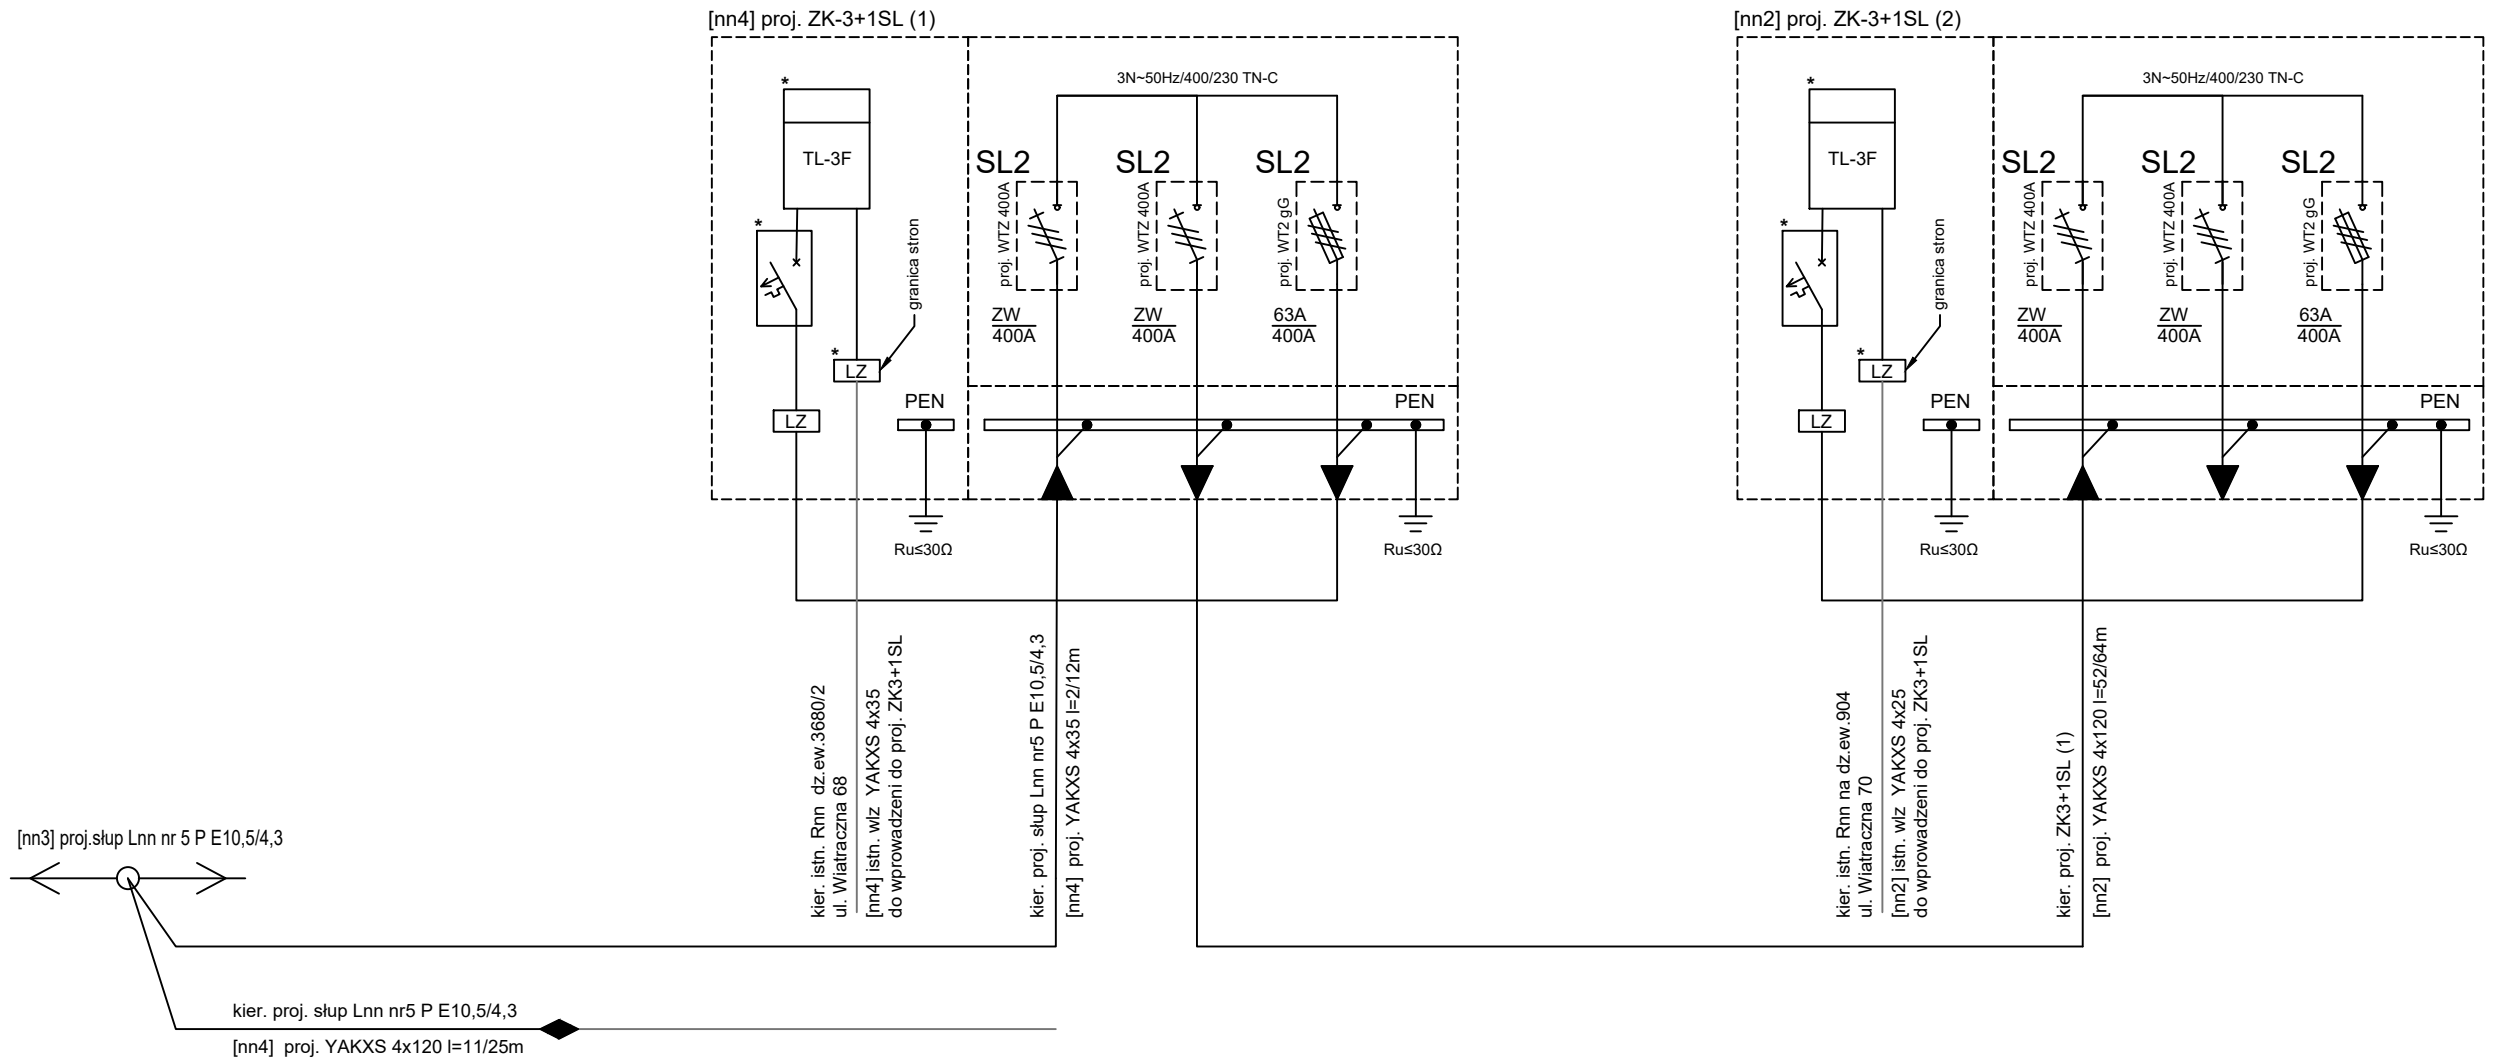 [nn4] proj. ZK-3+1SL (1)
*
TL-3F
*
granica stron
*
LZ
LZ
PEN
Ru≤30Ω
3N~50Hz/400/230 TN-C
SL2
proj. WTZ 400A
ZW
400A
SL2
proj. WTZ 400A
ZW
400A
SL2
proj. WT2 gG
63A
400A
PEN
Ru≤30Ω
kier. istn. Rnn dz.ew.3680/2
ul. Wiatraczna 68
[nn4] istn. wlz YAKXS 4x35
do wprowadzeni do proj. ZK3+1SL
kier. proj. słup Lnn nr5 P E10,5/4,3
[nn4] proj. YAKXS 4x35 l=2/12m
[nn2] proj. ZK-3+1SL (2)
*
TL-3F
*
granica stron
*
LZ
LZ
PEN
Ru≤30Ω
3N~50Hz/400/230 TN-C
SL2
proj. WTZ 400A
ZW
400A
SL2
proj. WTZ 400A
ZW
400A
SL2
proj. WT2 gG
63A
400A
PEN
Ru≤30Ω
kier. istn. Rnn na dz.ew.904
ul. Wiatraczna 70
[nn2] istn. wlz YAKXS 4x25
do wprowadzeni do proj. ZK3+1SL
kier. proj. ZK3+1SL (1)
[nn2] proj. YAKXS 4x120 l=52/64m
[nn3] proj.słup Lnn nr 5 P E10,5/4,3
kier. proj. słup Lnn nr5 P E10,5/4,3
[nn4] proj. YAKXS 4x120 l=11/25m